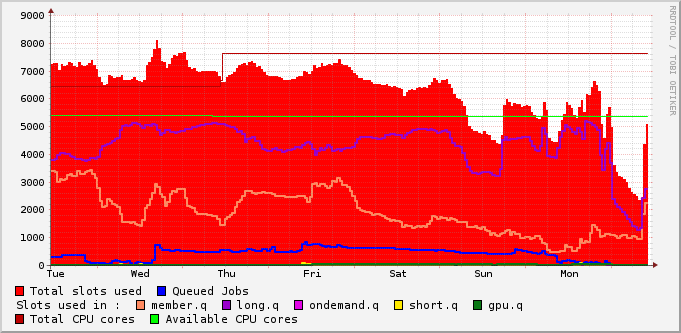 9000
8000
7000
6000
5000
4000
3000
2000
1000
0
Tue Wed Thu Fri Sat Sun Mon
RRDTOOL / TOBI OETIKER
Total slots used Queued Jobs
Slots used in : member.q long.q ondemand.q short.q gpu.q
Total CPU cores Available CPU cores